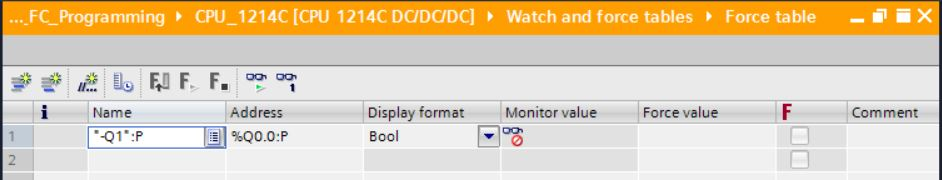 ..._FC_Programming ▸ CPU_1214C [CPU 1214C DC/DC/DC] ▸ Watch and force tables ▸ Force table
i Name Address Display format Monitor value Force value F Comment
1 "-Q1":P %Q0.0:P Bool
2